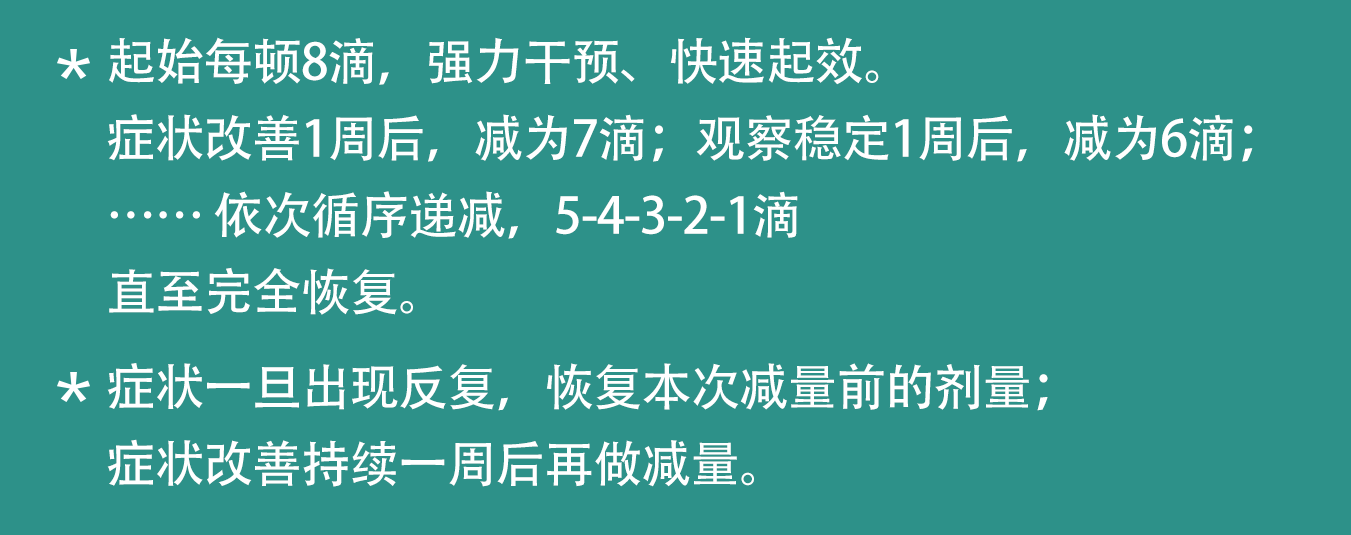 * 起始每顿8滴，强力干预、快速起效。
症状改善1周后，减为7滴；观察稳定1周后，减为6滴；
…… 依次循序递减，5-4-3-2-1滴
直至完全恢复。
* 症状一旦出现反复，恢复本次减量前的剂量；
症状改善持续一周后再做减量。